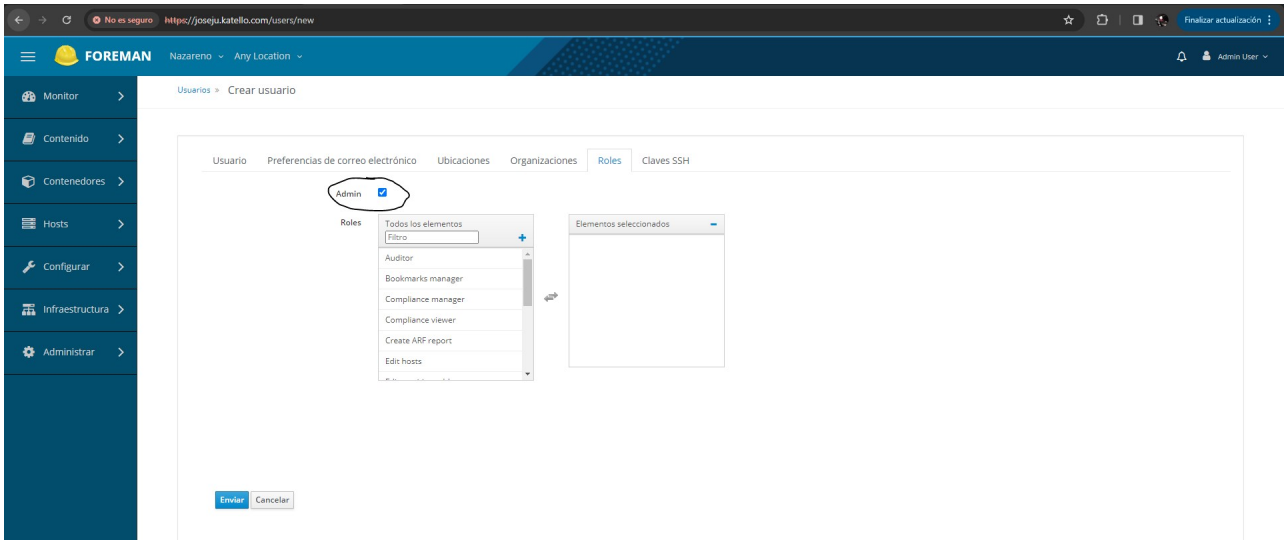 No es seguro https://joseju.katello.com/users/new Finalizar actualización
FOREMAN Nazareno Any Location Admin User
Usuarios » Crear usuario
Monitor
Contenido
Contenedores
Hosts
Configurar
Infraestructura
Administrar
Usuario Preferencias de correo electrónico Ubicaciones Organizaciones Roles Claves SSH
Admin
Roles Todos los elementos Elementos seleccionados
Filtro
Auditor
Bookmarks manager
Compliance manager
Compliance viewer
Create ARF report
Edit hosts
Enviar Cancelar